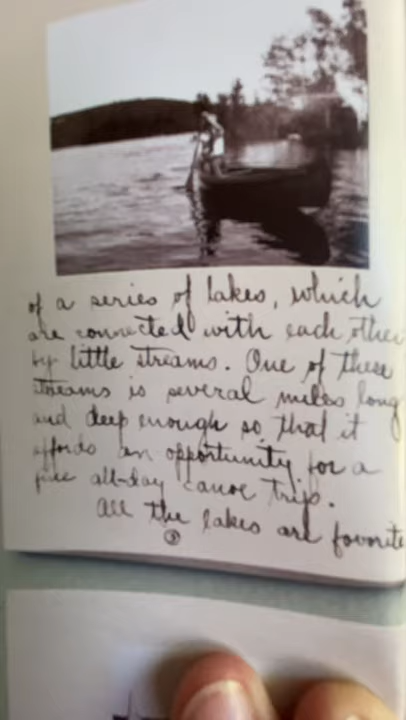 of a series of lakes, which
are connected with each other
by little streams. One of these
streams is several miles long
and deep enough so that it
affords an opportunity for a
fine all-day canoe trip.
All the lakes are favorite
③